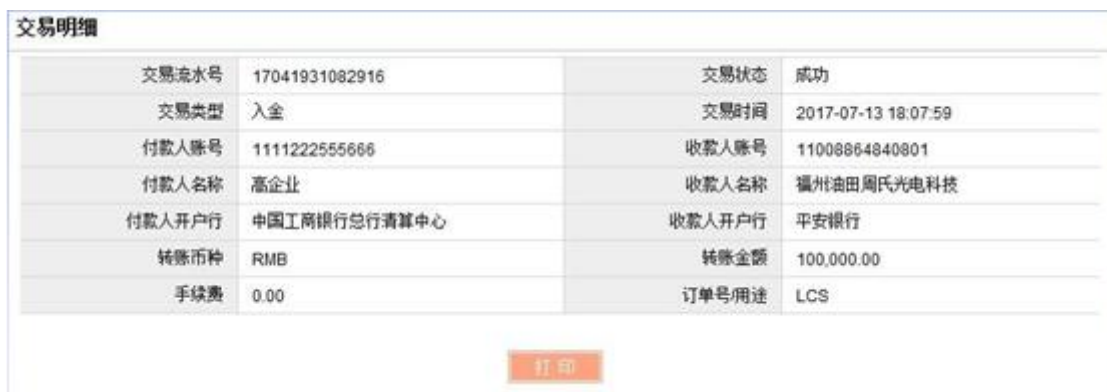 交易明细
交易流水号 17041931082916 交易状态 成功
交易类型 入金 交易时间 2017-07-13 18:07:59
付款人账号 1111222555666 收款人账号 11008864840801
付款人名称 高企业 收款人名称 福州油田周氏光电科技
付款人开户行 中国工商银行总行清算中心 收款人开户行 平安银行
转账币种 RMB 转账金额 100,000.00
手续费 0.00 订单号/用途 LCS
打 印